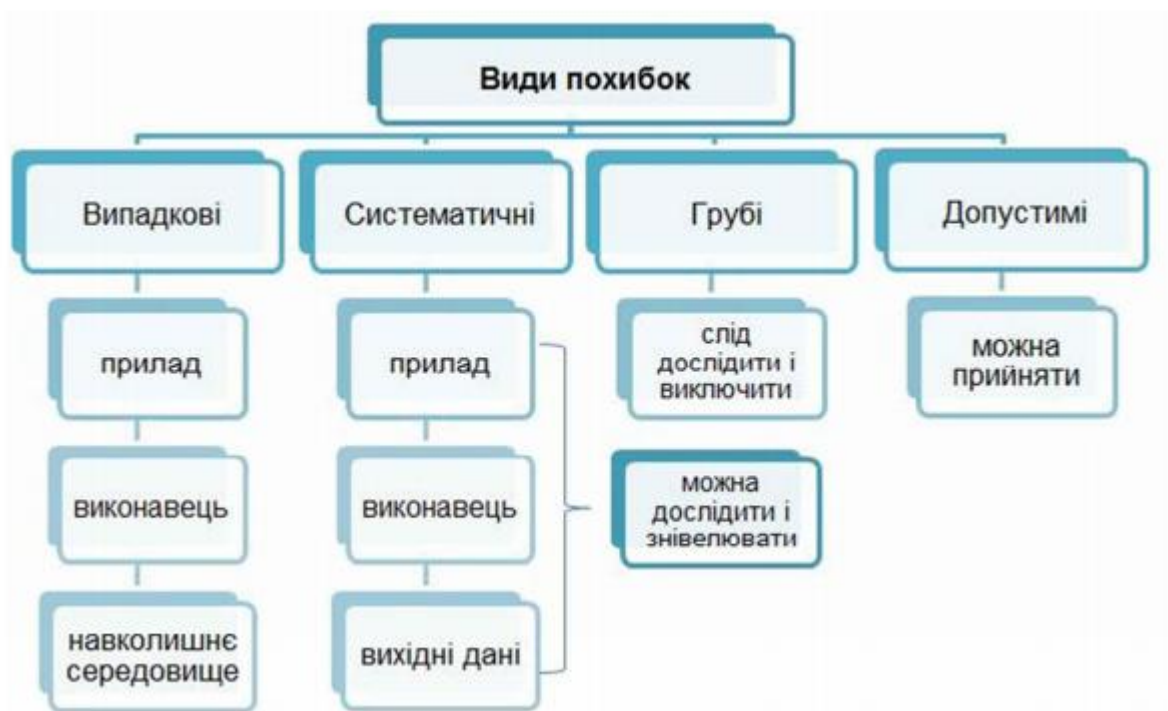 Види похибок
Випадкові
Систематичні
Грубі
Допустимі
прилад
виконавець
навколишнє
середовище
прилад
виконавець
вихідні дані
слід
дослідити і
виключити
можна
дослідити і
знівелювати
можна
прийняти